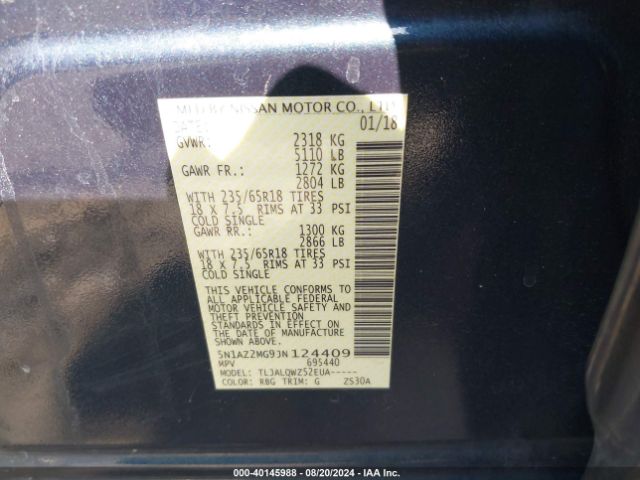 MFD BY NISSAN MOTOR CO., LTD
DATE: 01/18
GVWR: 2318 KG
5110 LB
GAWR FR.: 1272 KG
2804 LB
WITH 235/65R18 TIRES
18 X 7.5 RIMS AT 33 PSI
COLD SINGLE
GAWR RR.: 1300 KG
2866 LB
WITH 235/65R18 TIRES
18 X 7.5 RIMS AT 33 PSI
COLD SINGLE
THIS VEHICLE CONFORMS TO
ALL APPLICABLE FEDERAL
MOTOR VEHICLE SAFETY AND
THEFT PREVENTION
STANDARDS IN EFFECT ON
THE DATE OF MANUFACTURE
SHOWN ABOVE.
5N1AZ2MG9JN124409
MPV 695440
MODEL: TLJALQWZ52EUA-----
COLOR: RBG TRIM: G ZS30A
000-40145988 - 08/20/2024 - IAA Inc.